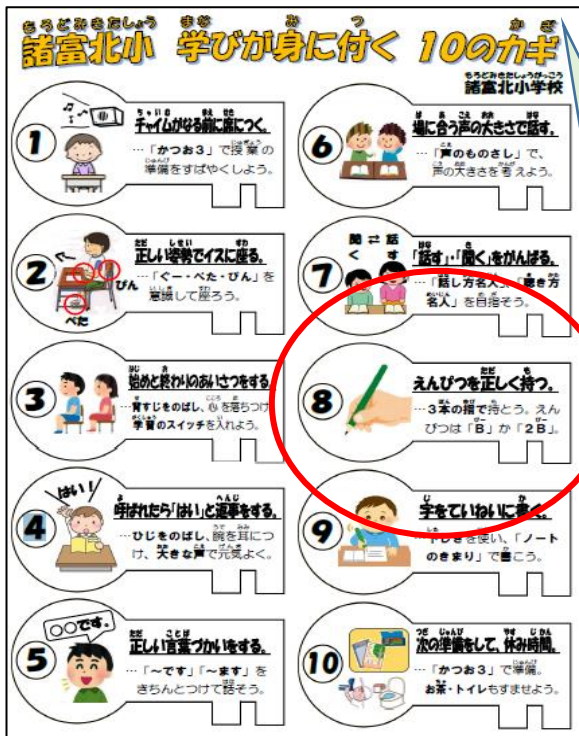 諸富北小 学びが身に付く 10のカギ
諸富北小学校
1
チャイムがなる前に席につく。
…「かつお3」で授業の
準備をすばやくしよう。
2
ぴん
ぺた
正しい姿勢でイスに座る。
…「ぐー・ぺた・ぴん」を
意識して座ろう。
3
始めと終わりのあいさつをする。
…背すじをのばし、心を落ちつけ
学習のスイッチを入れよう。
4
はい!
呼ばれたら「はい」と返事をする。
…ひじをのばし、腕を耳につ
け、大きな声で元気よく。
5
○○です。
正しい言葉づかいをする。
…「～です」「～ます」を
きちんとつけて話そう。
6
場に合う声の大きさで話す。
…「声のものさし」で、
声の大きさを考えよう。
7
聞く ⇄ 話す
「話す」・「聞く」をがんばる。
…「話し方名人」、「聴き方
名人」を目指そう。
8
えんぴつを正しく持つ。
…3本の指で持とう。えん
ぴつは「B」か「2B」。
9
字をていねいに書く。
…下じきを使い、「ノート
のきまり」で書こう。
10
次の準備をして、休み時間。
…「かつお3」で準備。
お茶・トイレもすませよう。